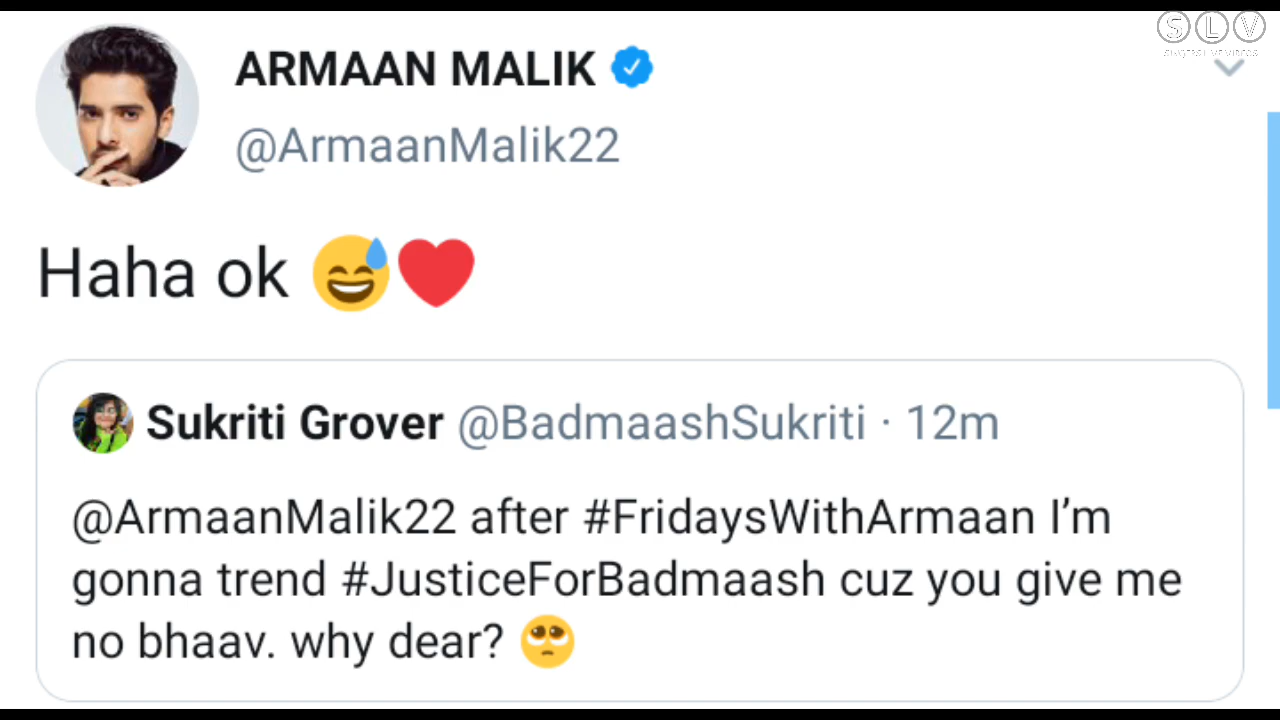 S L V
ARMAAN MALIK
@ArmaanMalik22
Haha ok 😅❤️
Sukriti Grover @BadmaashSukriti · 12m
@ArmaanMalik22 after #FridaysWithArmaan I’m
gonna trend #JusticeForBadmaash cuz you give me
no bhaav. why dear? 🥺